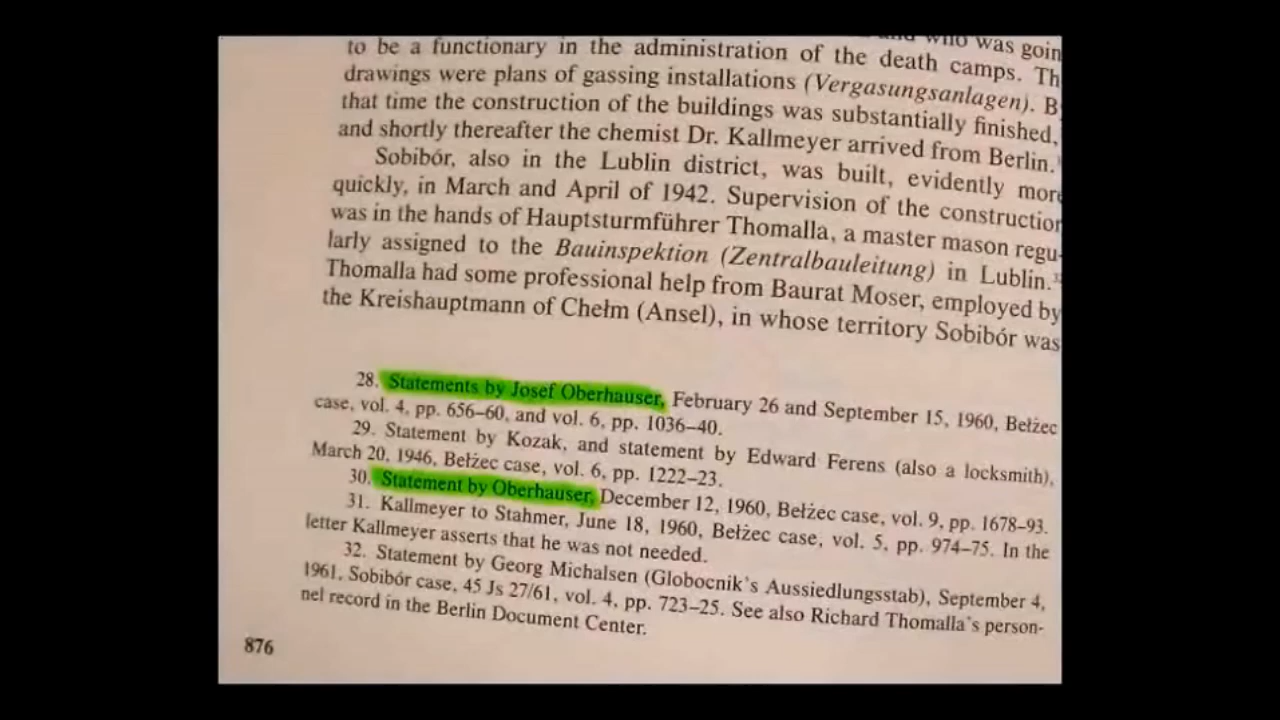 who was goin
to be a functionary in the administration of the death camps. Th
drawings were plans of gassing installations (Vergasungsanlagen). B
that time the construction of the buildings was substantially finished,
and shortly thereafter the chemist Dr. Kallmeyer arrived from Berlin.
Sobibór, also in the Lublin district, was built, evidently more
quickly, in March and April of 1942. Supervision of the construction
was in the hands of Hauptsturmführer Thomalla, a master mason regu-
larly assigned to the Bauinspektion (Zentralbauleitung) in Lublin.
Thomalla had some professional help from Baurat Moser, employed by
the Kreishauptmann of Chełm (Ansel), in whose territory Sobibór was
28. Statements by Josef Oberhauser, February 26 and September 15, 1960, Bełżec
case, vol. 4, pp. 656–60, and vol. 6, pp. 1036–40.
29. Statement by Kozak, and statement by Edward Ferens (also a locksmith),
March 20, 1946, Bełżec case, vol. 6, pp. 1222–23.
30. Statement by Oberhauser, December 12, 1960, Bełżec case, vol. 9, pp. 1678–93.
31. Kallmeyer to Stahmer, June 18, 1960, Bełżec case, vol. 5, pp. 974–75. In the
letter Kallmeyer asserts that he was not needed.
32. Statement by Georg Michalsen (Globocnik's Aussiedlungsstab), September 4,
1961, Sobibór case, 45 Js 27/61, vol. 4, pp. 723–25. See also Richard Thomalla's person-
nel record in the Berlin Document Center.
876